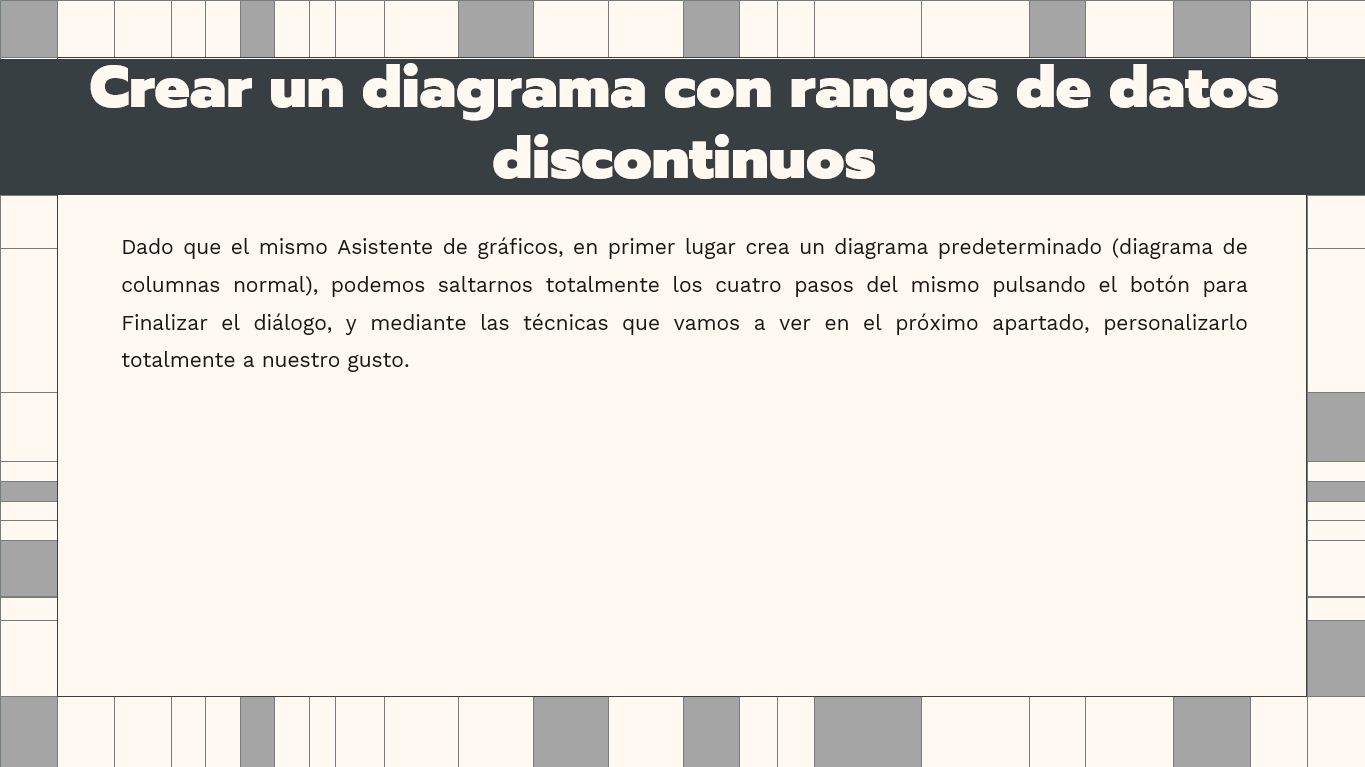 Crear un diagrama con rangos de datos
discontinuos
Dado que el mismo Asistente de gráficos, en primer lugar crea un diagrama predeterminado (diagrama de
columnas normal), podemos saltarnos totalmente los cuatro pasos del mismo pulsando el botón para
Finalizar el diálogo, y mediante las técnicas que vamos a ver en el próximo apartado, personalizarlo
totalmente a nuestro gusto.